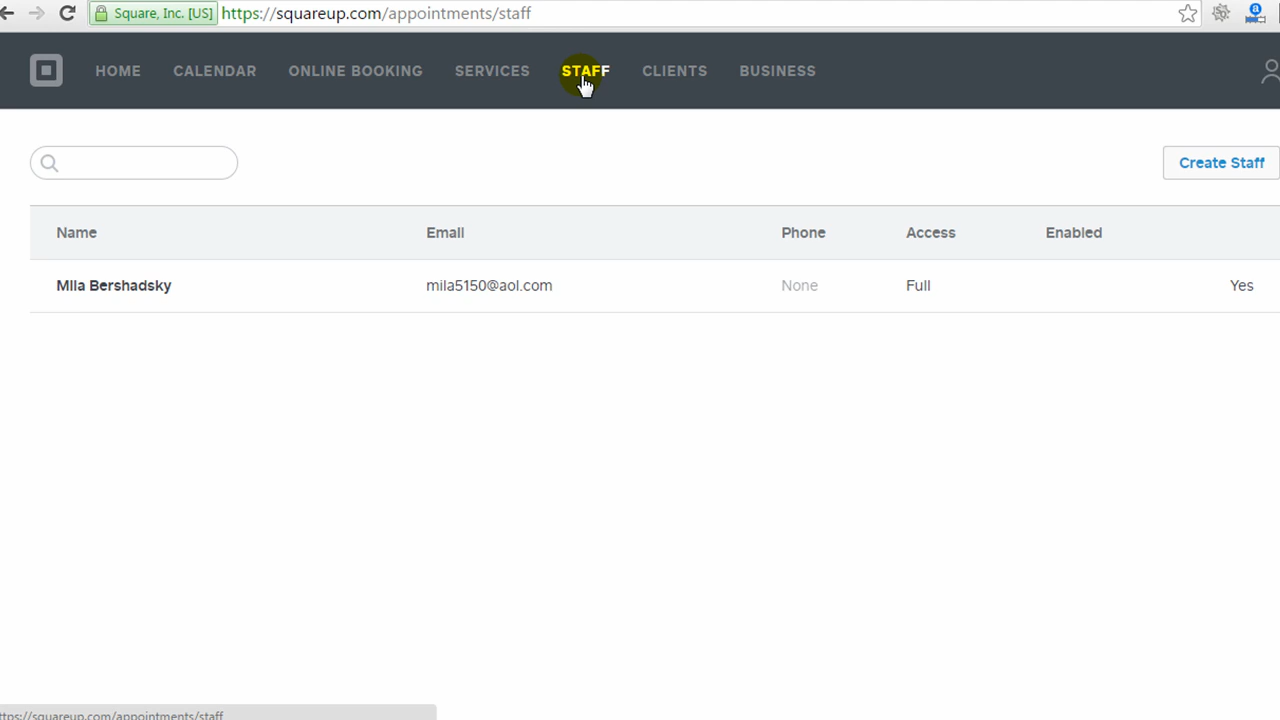 Square, Inc. [US] https://squareup.com/appointments/staff
HOME CALENDAR ONLINE BOOKING SERVICES STAFF CLIENTS BUSINESS
Create Staff
Name Email Phone Access Enabled
Mila Bershadsky mila5150@aol.com None Full Yes
ttps://squareup.com/appointments/staff